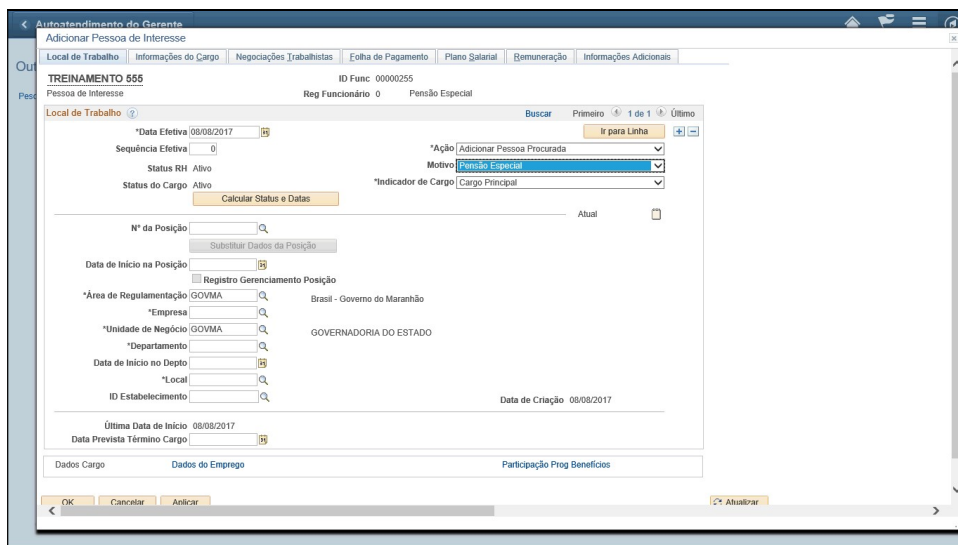 Autoatendimento do Gerente
Adicionar Pessoa de Interesse
Local de Trabalho Informações do Cargo Negociações Trabalhistas Folha de Pagamento Plano Salarial Remuneração Informações Adicionais
Out
TREINAMENTO 555 ID Func 00000255
Pesq Pessoa de Interesse Reg Funcionário 0 Pensão Especial
Local de Trabalho Buscar Primeiro 1 de 1 Último
*Data Efetiva 08/08/2017 Ir para Linha
Sequência Efetiva 0 *Ação Adicionar Pessoa Procurada
Status RH Ativo Motivo Pensão Especial
Status do Cargo Ativo *Indicador de Cargo Cargo Principal
Calcular Status e Datas
Atual
Nº da Posição
Substituir Dados da Posição
Data de Início na Posição
Registro Gerenciamento Posição
*Área de Regulamentação GOVMA Brasil - Governo do Maranhão
*Empresa
*Unidade de Negócio GOVMA GOVERNADORIA DO ESTADO
*Departamento
Data de Início no Depto
*Local
ID Estabelecimento Data de Criação 08/08/2017
Última Data de Início 08/08/2017
Data Prevista Término Cargo
Dados Cargo Dados do Emprego Participação Prog Benefícios
OK Cancelar Aplicar Atualizar